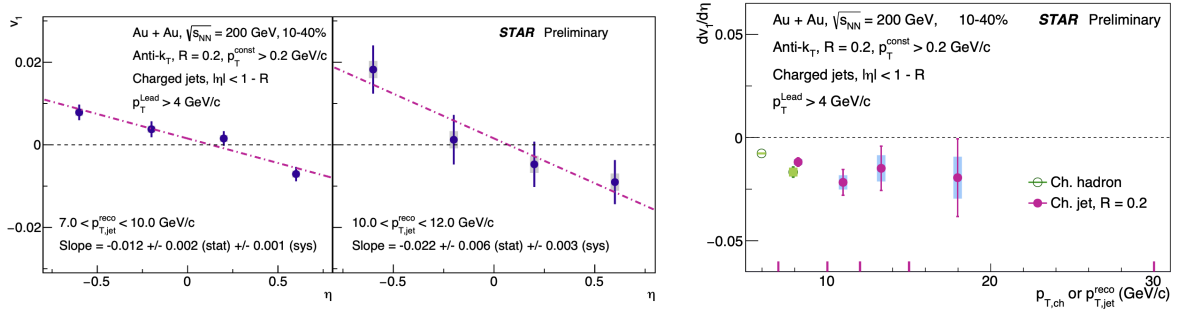 v1
Au + Au, √sNN = 200 GeV, 10-40%
Anti-kT, R = 0.2, pTconst > 0.2 GeV/c
Charged jets, |η| < 1 - R
pTLead > 4 GeV/c
0.02
0
−0.02
7.0 < pT,jetreco < 10.0 GeV/c
Slope = -0.012 +/- 0.002 (stat) +/- 0.001 (sys)
−0.5
0
0.5
η
STAR Preliminary
10.0 < pT,jetreco < 12.0 GeV/c
Slope = -0.022 +/- 0.006 (stat) +/- 0.003 (sys)
−0.5
0
0.5
η
dv1/dη
Au + Au, √sNN = 200 GeV, 10-40% STAR Preliminary
Anti-kT, R = 0.2, pTconst > 0.2 GeV/c
Charged jets, |η| < 1 - R
pTLead > 4 GeV/c
0.05
0
−0.05
Ch. hadron
Ch. jet, R = 0.2
10
20
30
pT,ch or pT,jetreco (GeV/c)